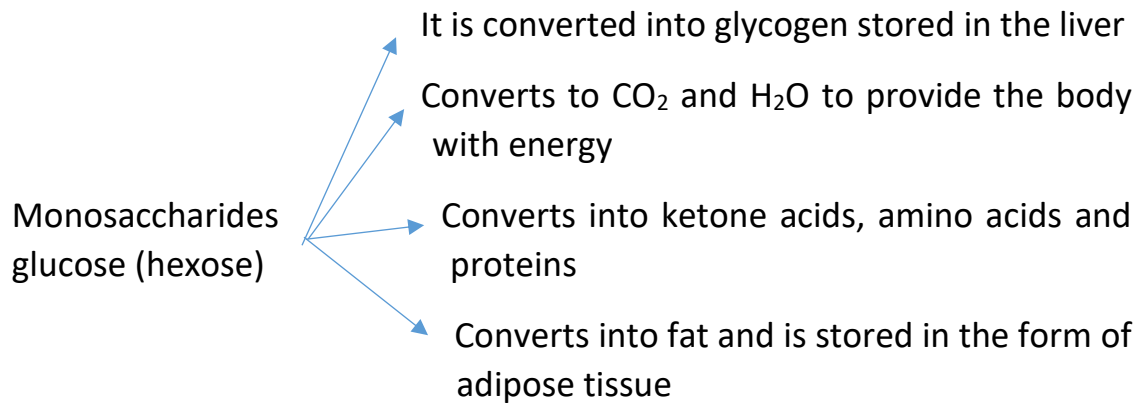 It is converted into glycogen stored in the liver
Converts to CO₂ and H₂O to provide the body
with energy
Monosaccharides
glucose (hexose)
Converts into ketone acids, amino acids and
proteins
Converts into fat and is stored in the form of
adipose tissue